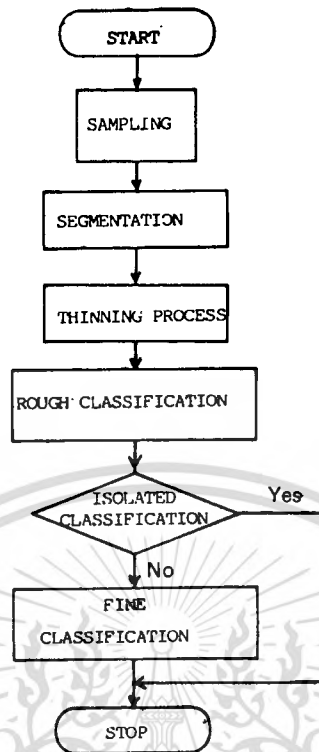 START
SAMPLING
SEGMENTATION
THINNING PROCESS
ROUGH CLASSIFICATION
ISOLATED
CLASSIFICATION
Yes
No
FINE
CLASSIFICATION
STOP